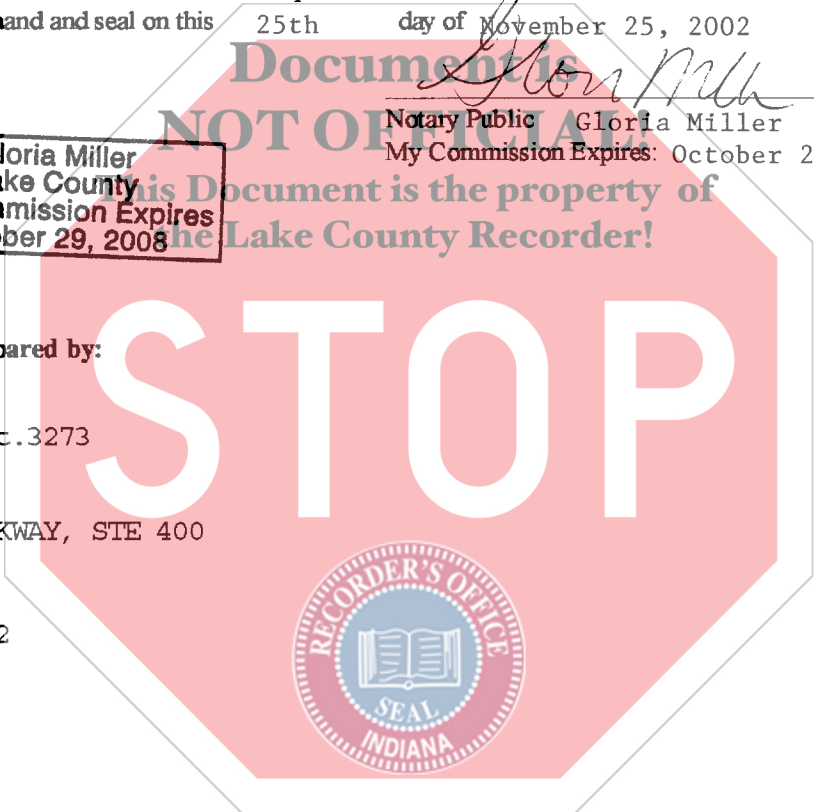 hand and seal on this 25th day of November 25, 2002
Document is
NOT OFFICIAL!
Notary Public Gloria Miller
My Commission Expires: October 2
loria Miller
ke County
mission Expires
ber 29, 2008
This Document is the property of
the Lake County Recorder!
pared by:
STOP
.3273
KWAY, STE 400
2
RECORDER'S OFFICE
SEAL
INDIANA